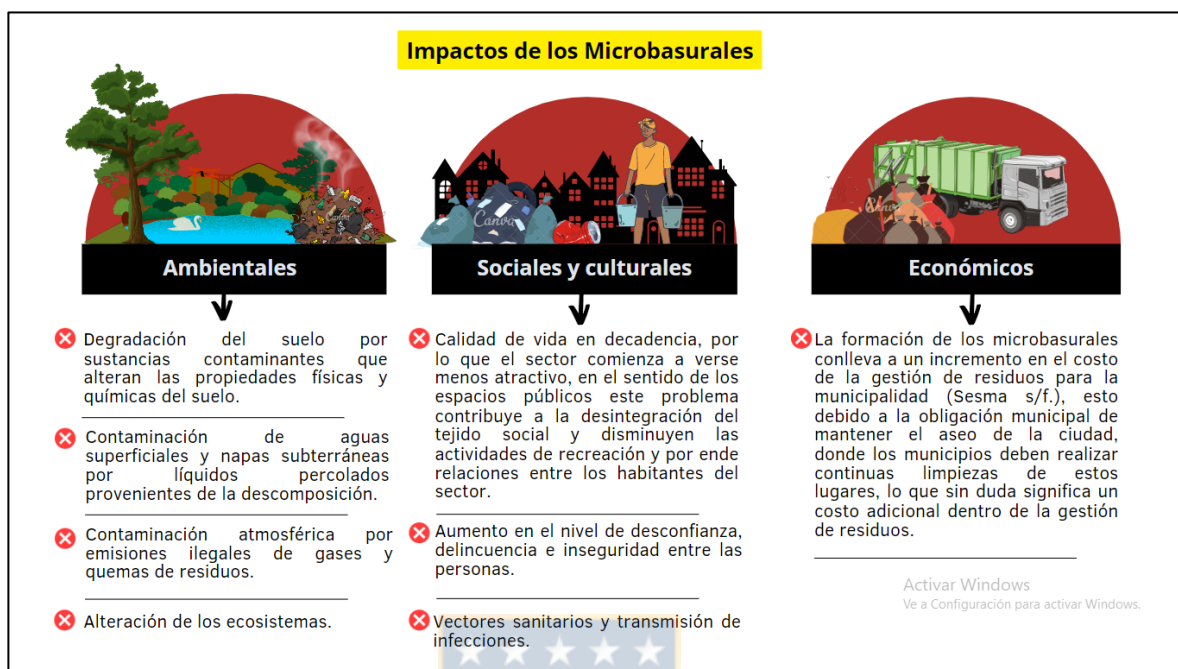 Impactos de los Microbasurales
Canva
Canva
Canva
Ambientales
Degradación del suelo por
sustancias contaminantes que
alteran las propiedades físicas y
químicas del suelo.
Contaminación de aguas
superficiales y napas subterráneas
por líquidos percolados
provenientes de la descomposición.
Contaminación atmosférica por
emisiones ilegales de gases y
quemas de residuos.
Alteración de los ecosistemas.
Sociales y culturales
Calidad de vida en decadencia, por
lo que el sector comienza a verse
menos atractivo, en el sentido de los
espacios públicos este problema
contribuye a la desintegración del
tejido social y disminuyen las
actividades de recreación y por ende
relaciones entre los habitantes del
sector.
Aumento en el nivel de desconfianza,
delincuencia e inseguridad entre las
personas.
Vectores sanitarios y transmisión de
infecciones.
Económicos
La formación de los microbasurales
conlleva a un incremento en el costo
de la gestión de residuos para la
municipalidad (Sesma s/f.), esto
debido a la obligación municipal de
mantener el aseo de la ciudad,
donde los municipios deben realizar
continuas limpiezas de estos
lugares, lo que sin duda significa un
costo adicional dentro de la gestión
de residuos.
Activar Windows
Ve a Configuración para activar Windows.